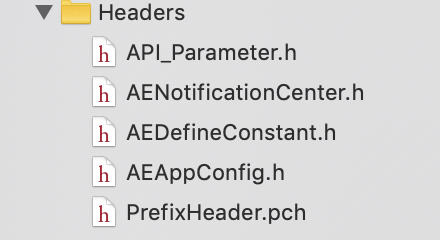 Headers
h API_Parameter.h
h AENotificationCenter.h
h AEDefineConstant.h
h AEAppConfig.h
h PrefixHeader.pch